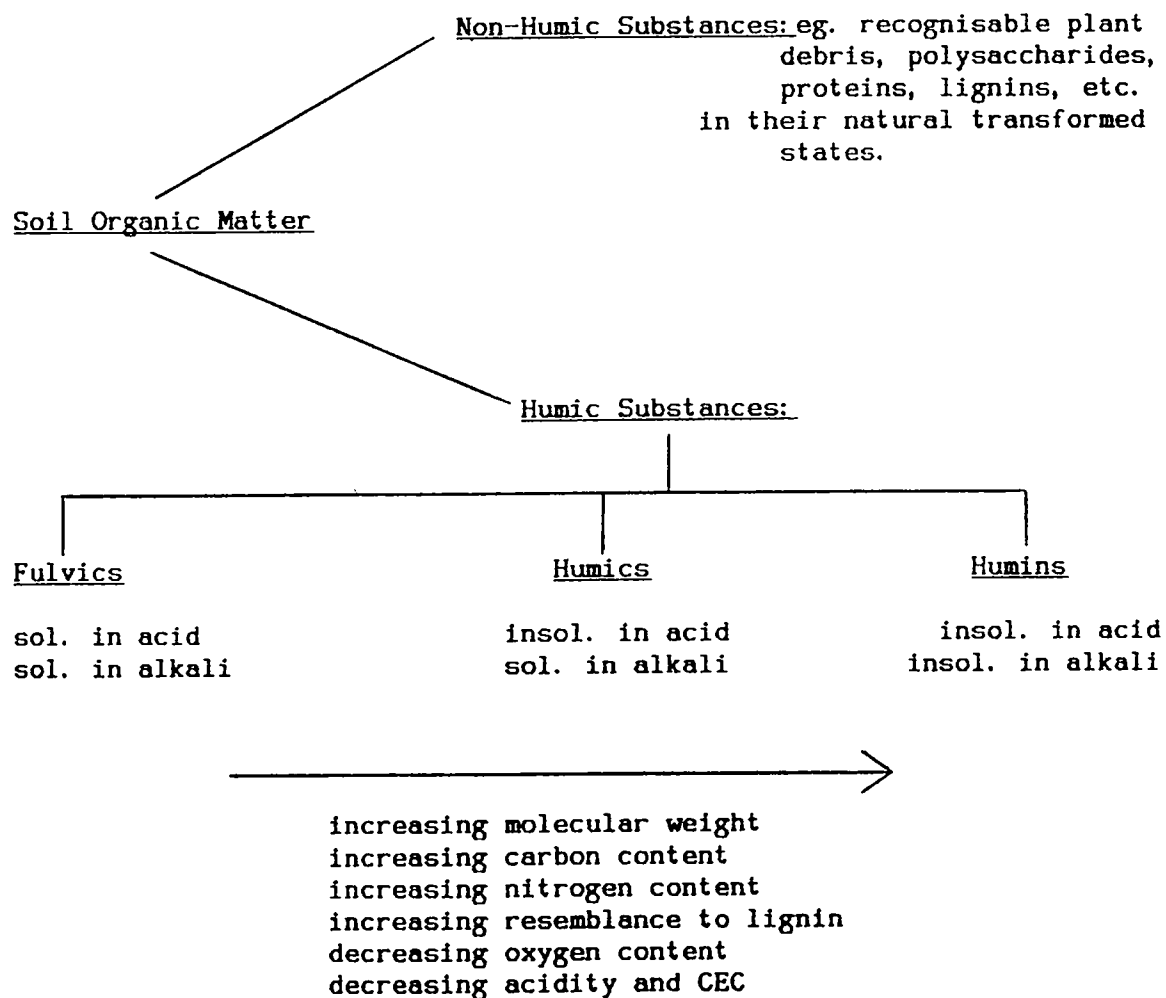 Non-Humic Substances: eg. recognisable plant
debris, polysaccharides,
proteins, lignins, etc.
in their natural transformed
states.
Soil Organic Matter
Humic Substances:
Fulvics
sol. in acid
sol. in alkali
Humics
insol. in acid
sol. in alkali
Humins
insol. in acid
insol. in alkali
increasing molecular weight
increasing carbon content
increasing nitrogen content
increasing resemblance to lignin
decreasing oxygen content
decreasing acidity and CEC